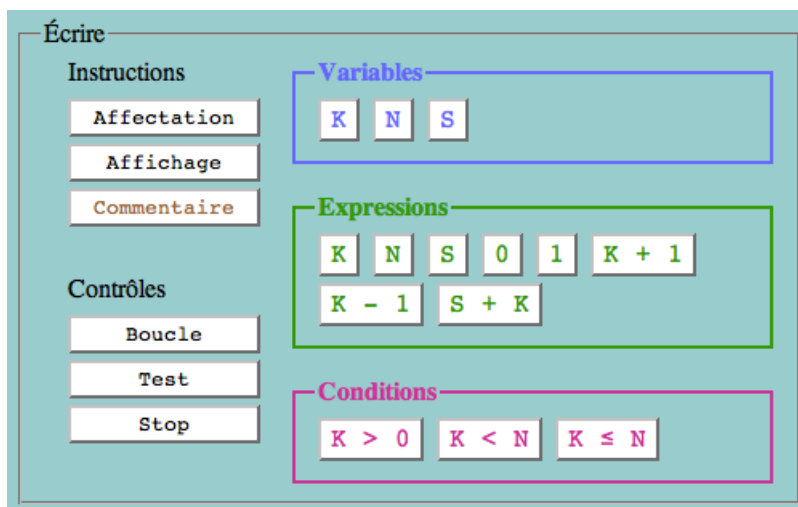 Écrire
Instructions
Affectation
Affichage
Commentaire
Contrôles
Boucle
Test
Stop
Variables
K N S
Expressions
K N S 0 1 K + 1
K - 1 S + K
Conditions
K > 0 K < N K ≤ N